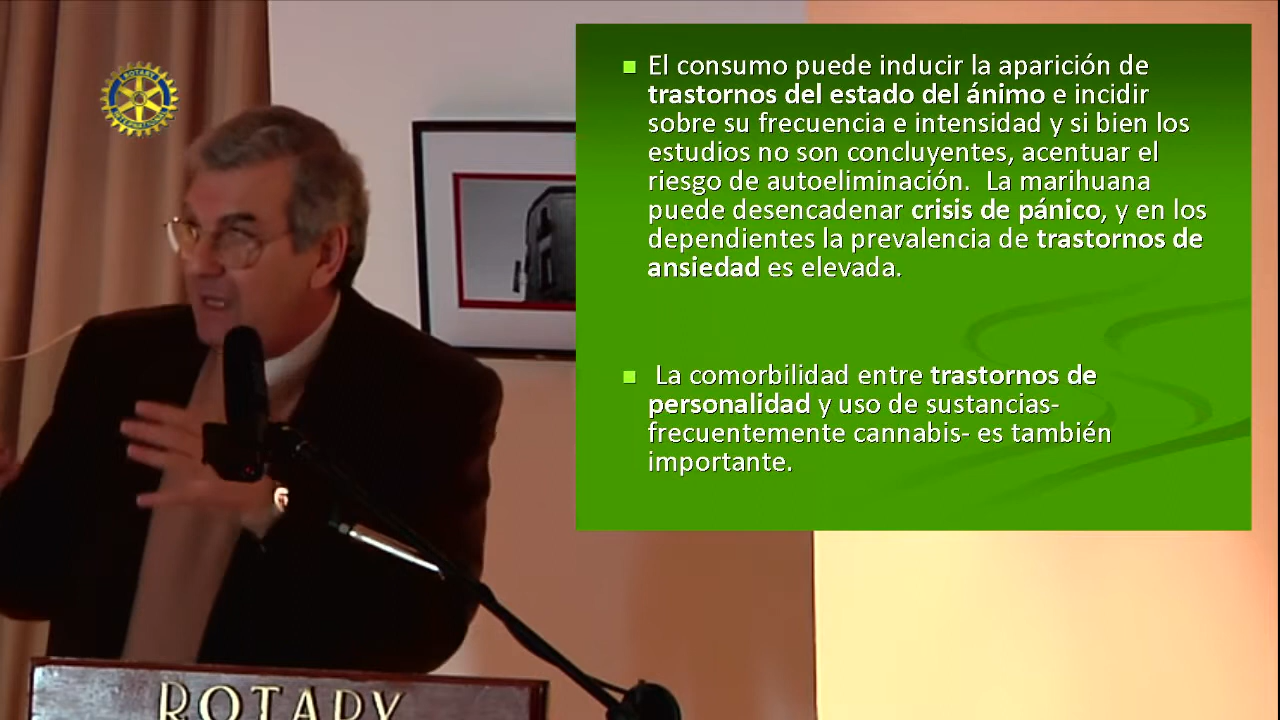 ROTARY
INTERNATIONAL
El consumo puede inducir la aparición de
trastornos del estado del ánimo e incidir
sobre su frecuencia e intensidad y si bien los
estudios no son concluyentes, acentuar el
riesgo de autoeliminación. La marihuana
puede desencadenar crisis de pánico, y en los
dependientes la prevalencia de trastornos de
ansiedad es elevada.
La comorbilidad entre trastornos de
personalidad y uso de sustancias-
frecuentemente cannabis- es también
importante.
ROTARY